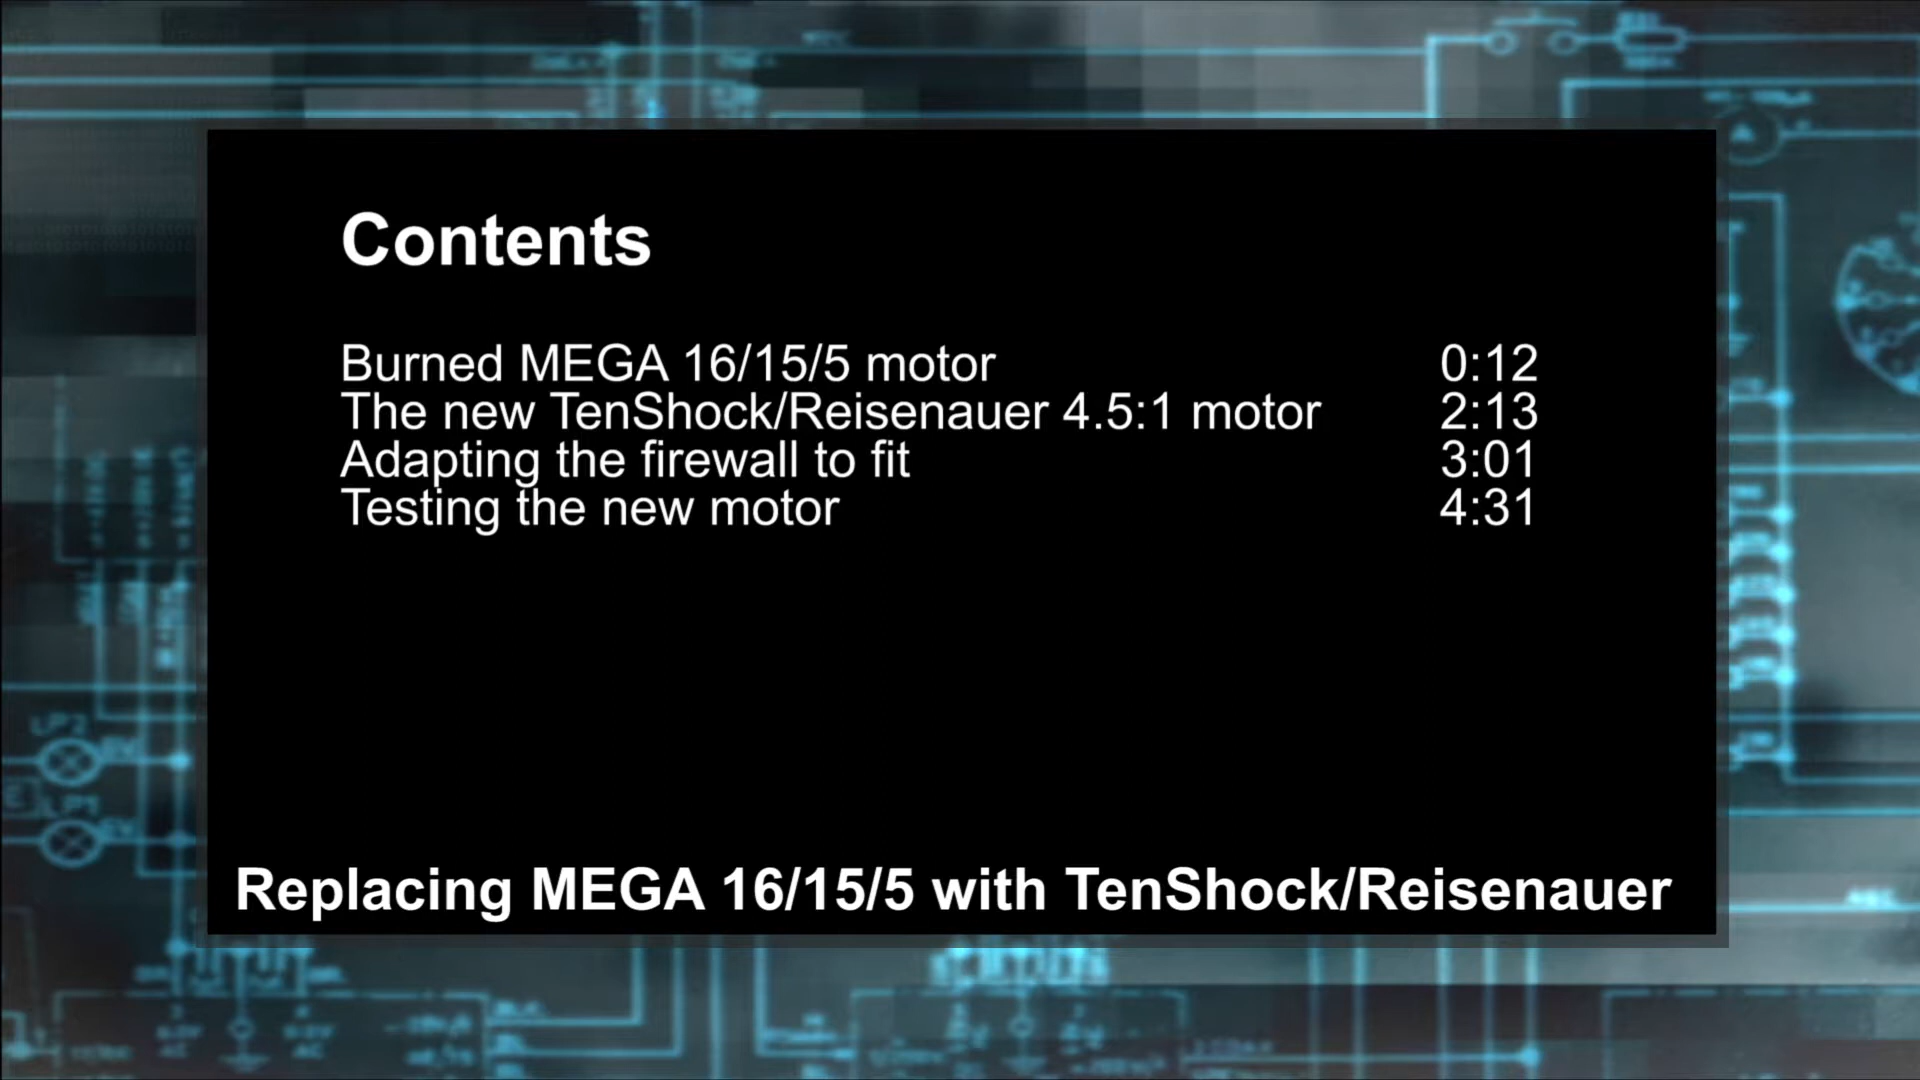 Contents
Burned MEGA 16/15/5 motor 0:12
The new TenShock/Reisenauer 4.5:1 motor 2:13
Adapting the firewall to fit 3:01
Testing the new motor 4:31
Replacing MEGA 16/15/5 with TenShock/Reisenauer
LP2
LP1